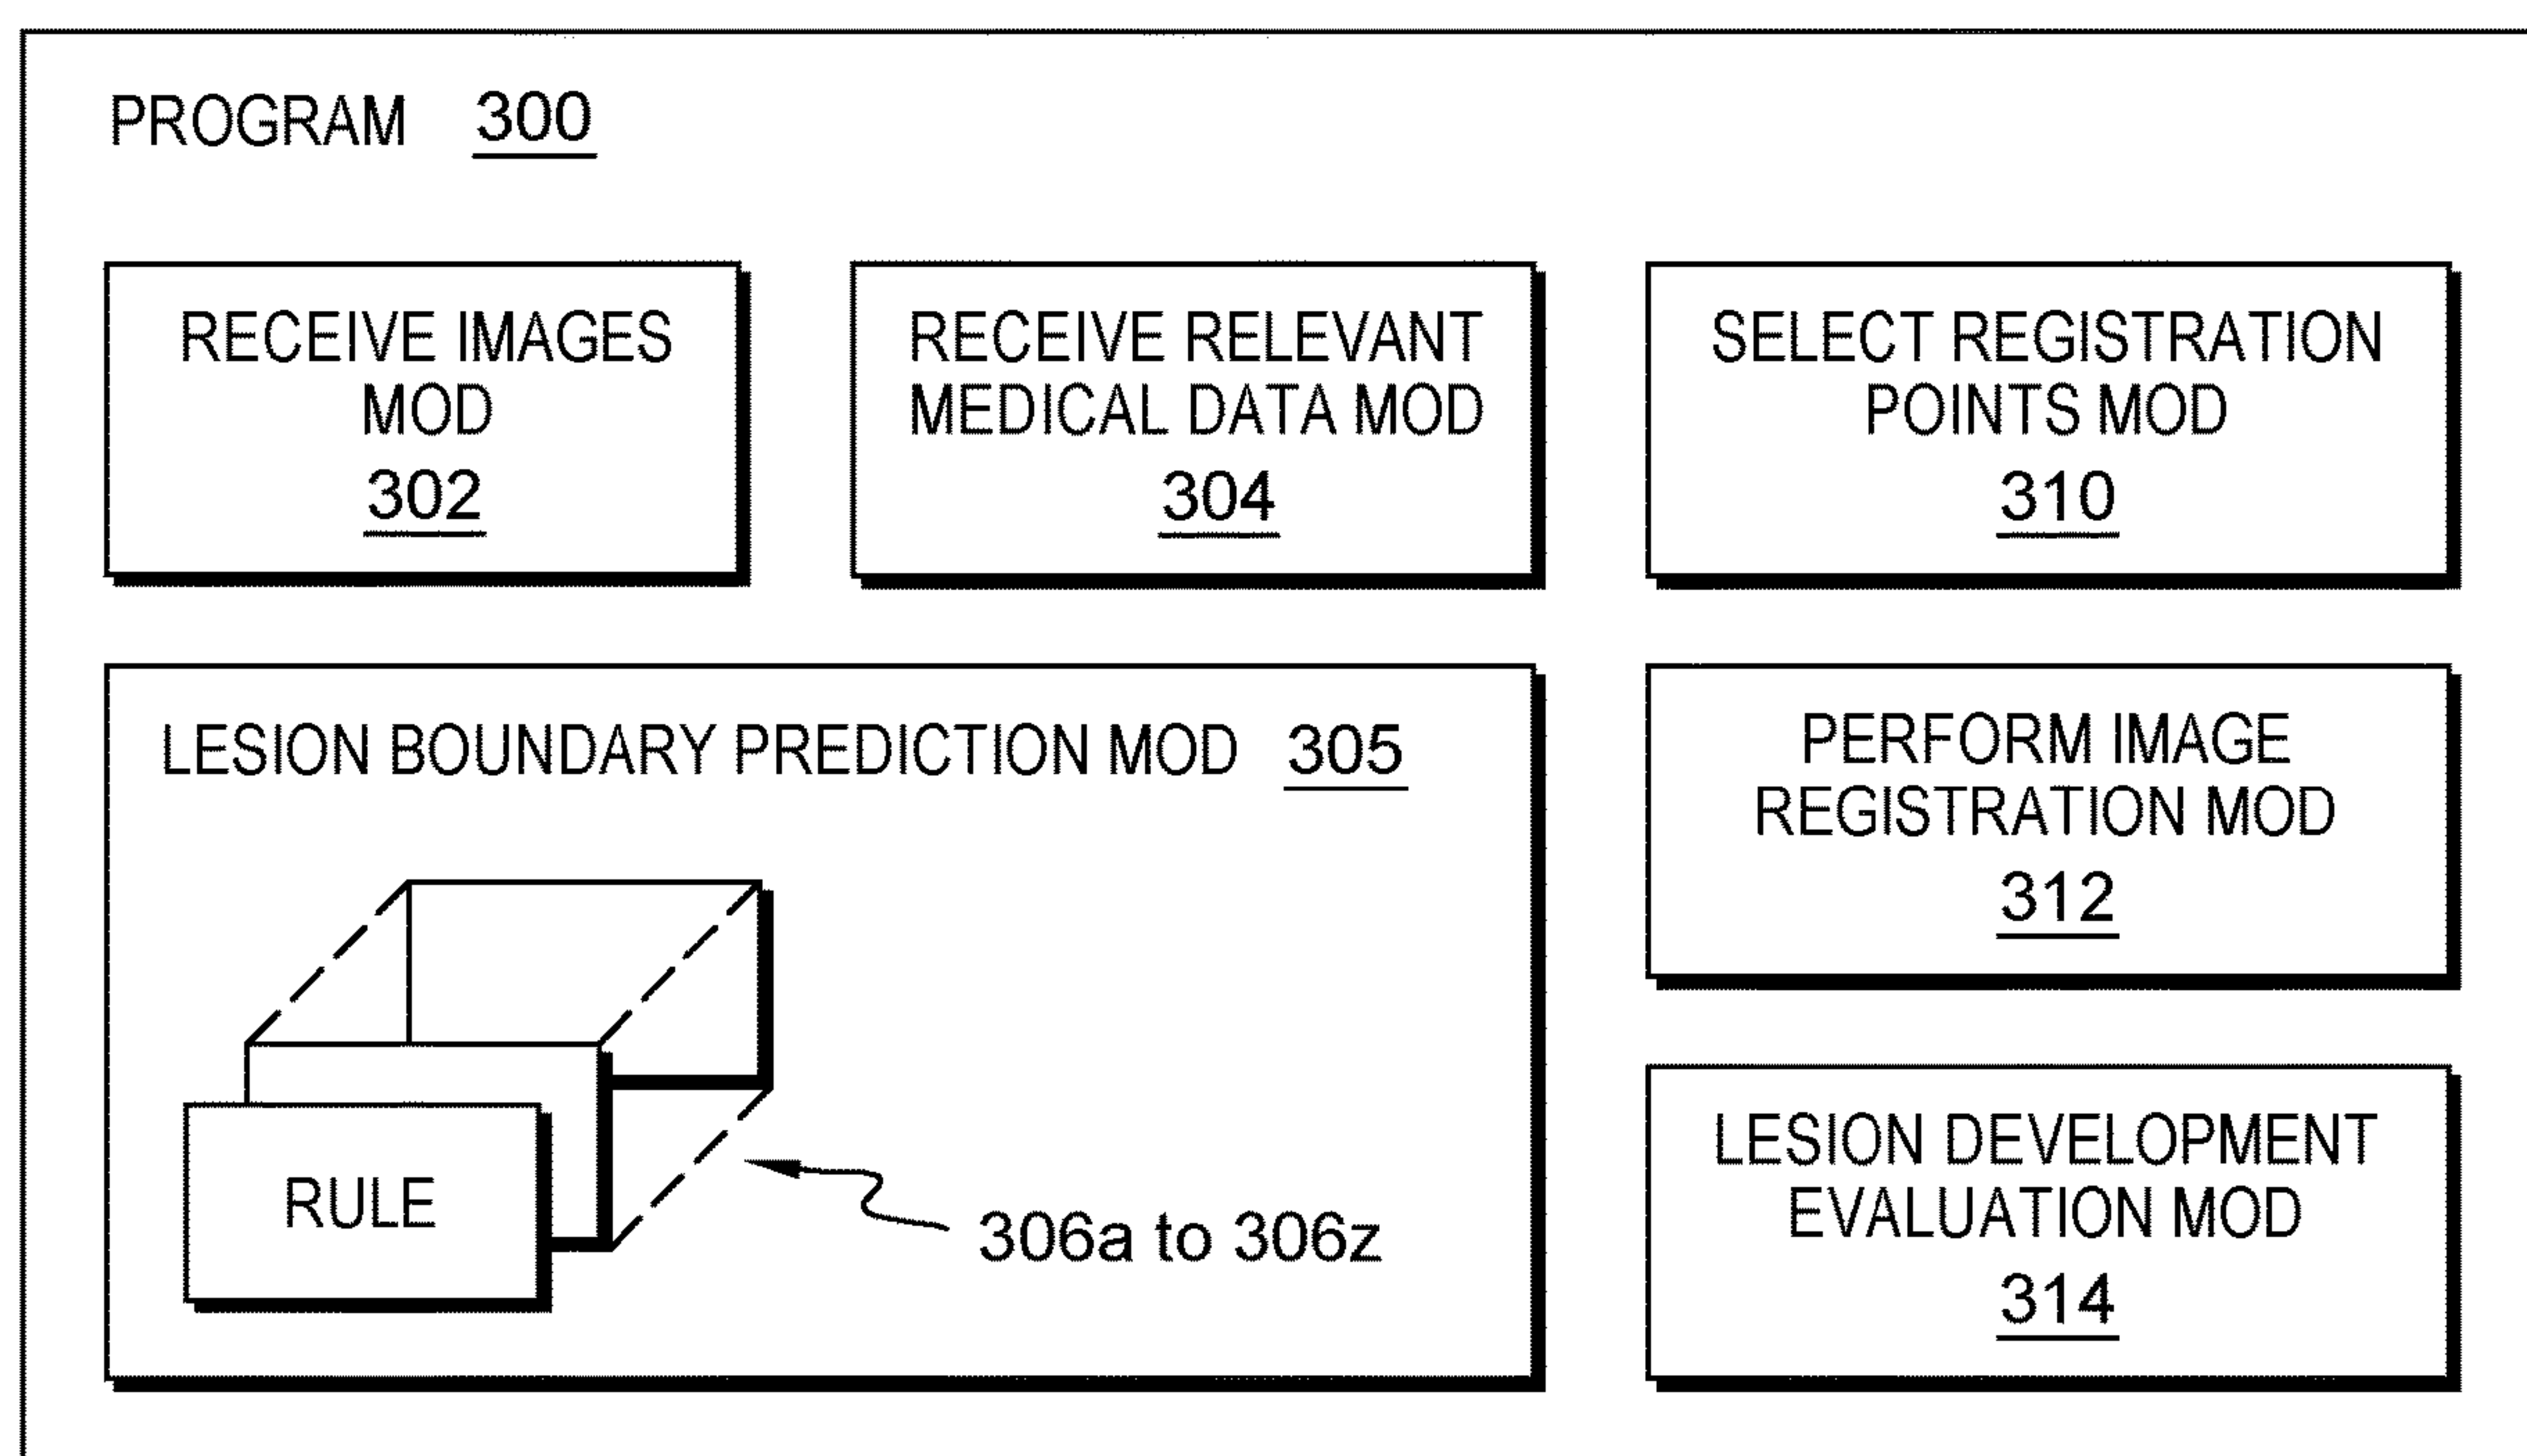 PROGRAM 300
RECEIVE IMAGES
MOD
302
RECEIVE RELEVANT
MEDICAL DATA MOD
304
SELECT REGISTRATION
POINTS MOD
310
LESION BOUNDARY PREDICTION MOD 305
RULE
306a to 306z
PERFORM IMAGE
REGISTRATION MOD
312
LESION DEVELOPMENT
EVALUATION MOD
314